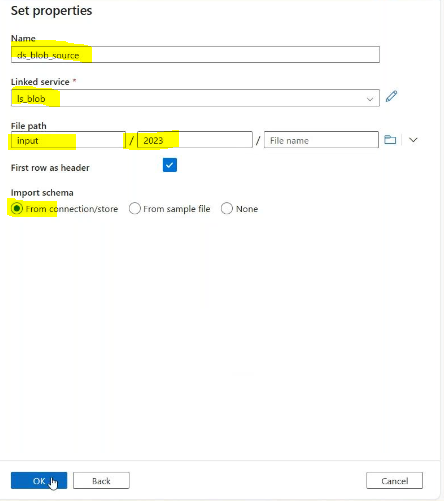 Set properties
Name
ds_blob_source
Linked service *
ls_blob
File path
input / 2023 / File name
First row as header
Import schema
From connection/store From sample file None
OK Back Cancel